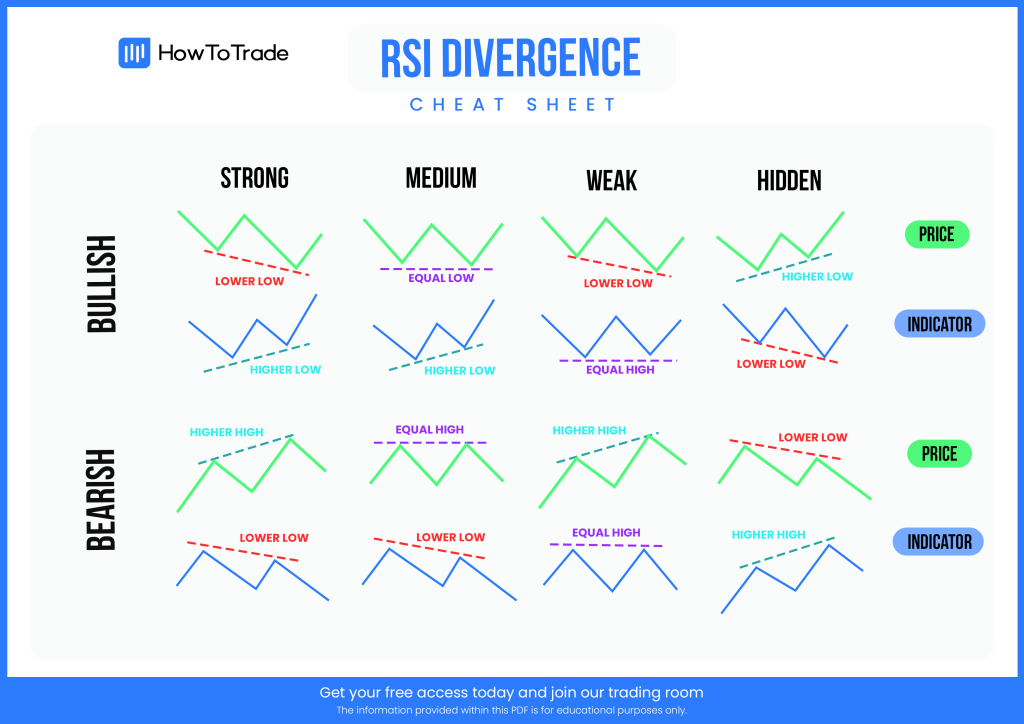 HowToTrade
RSI DIVERGENCE
CHEAT SHEET
STRONG
MEDIUM
WEAK
HIDDEN
BULLISH
PRICE
LOWER LOW
EQUAL LOW
LOWER LOW
HIGHER LOW
INDICATOR
HIGHER LOW
HIGHER LOW
EQUAL HIGH
LOWER LOW
BEARISH
HIGHER HIGH
EQUAL HIGH
HIGHER HIGH
LOWER LOW
PRICE
LOWER LOW
LOWER LOW
EQUAL HIGH
HIGHER HIGH
INDICATOR
Get your free access today and join our trading room
The information provided within this PDF is for educational purposes only.